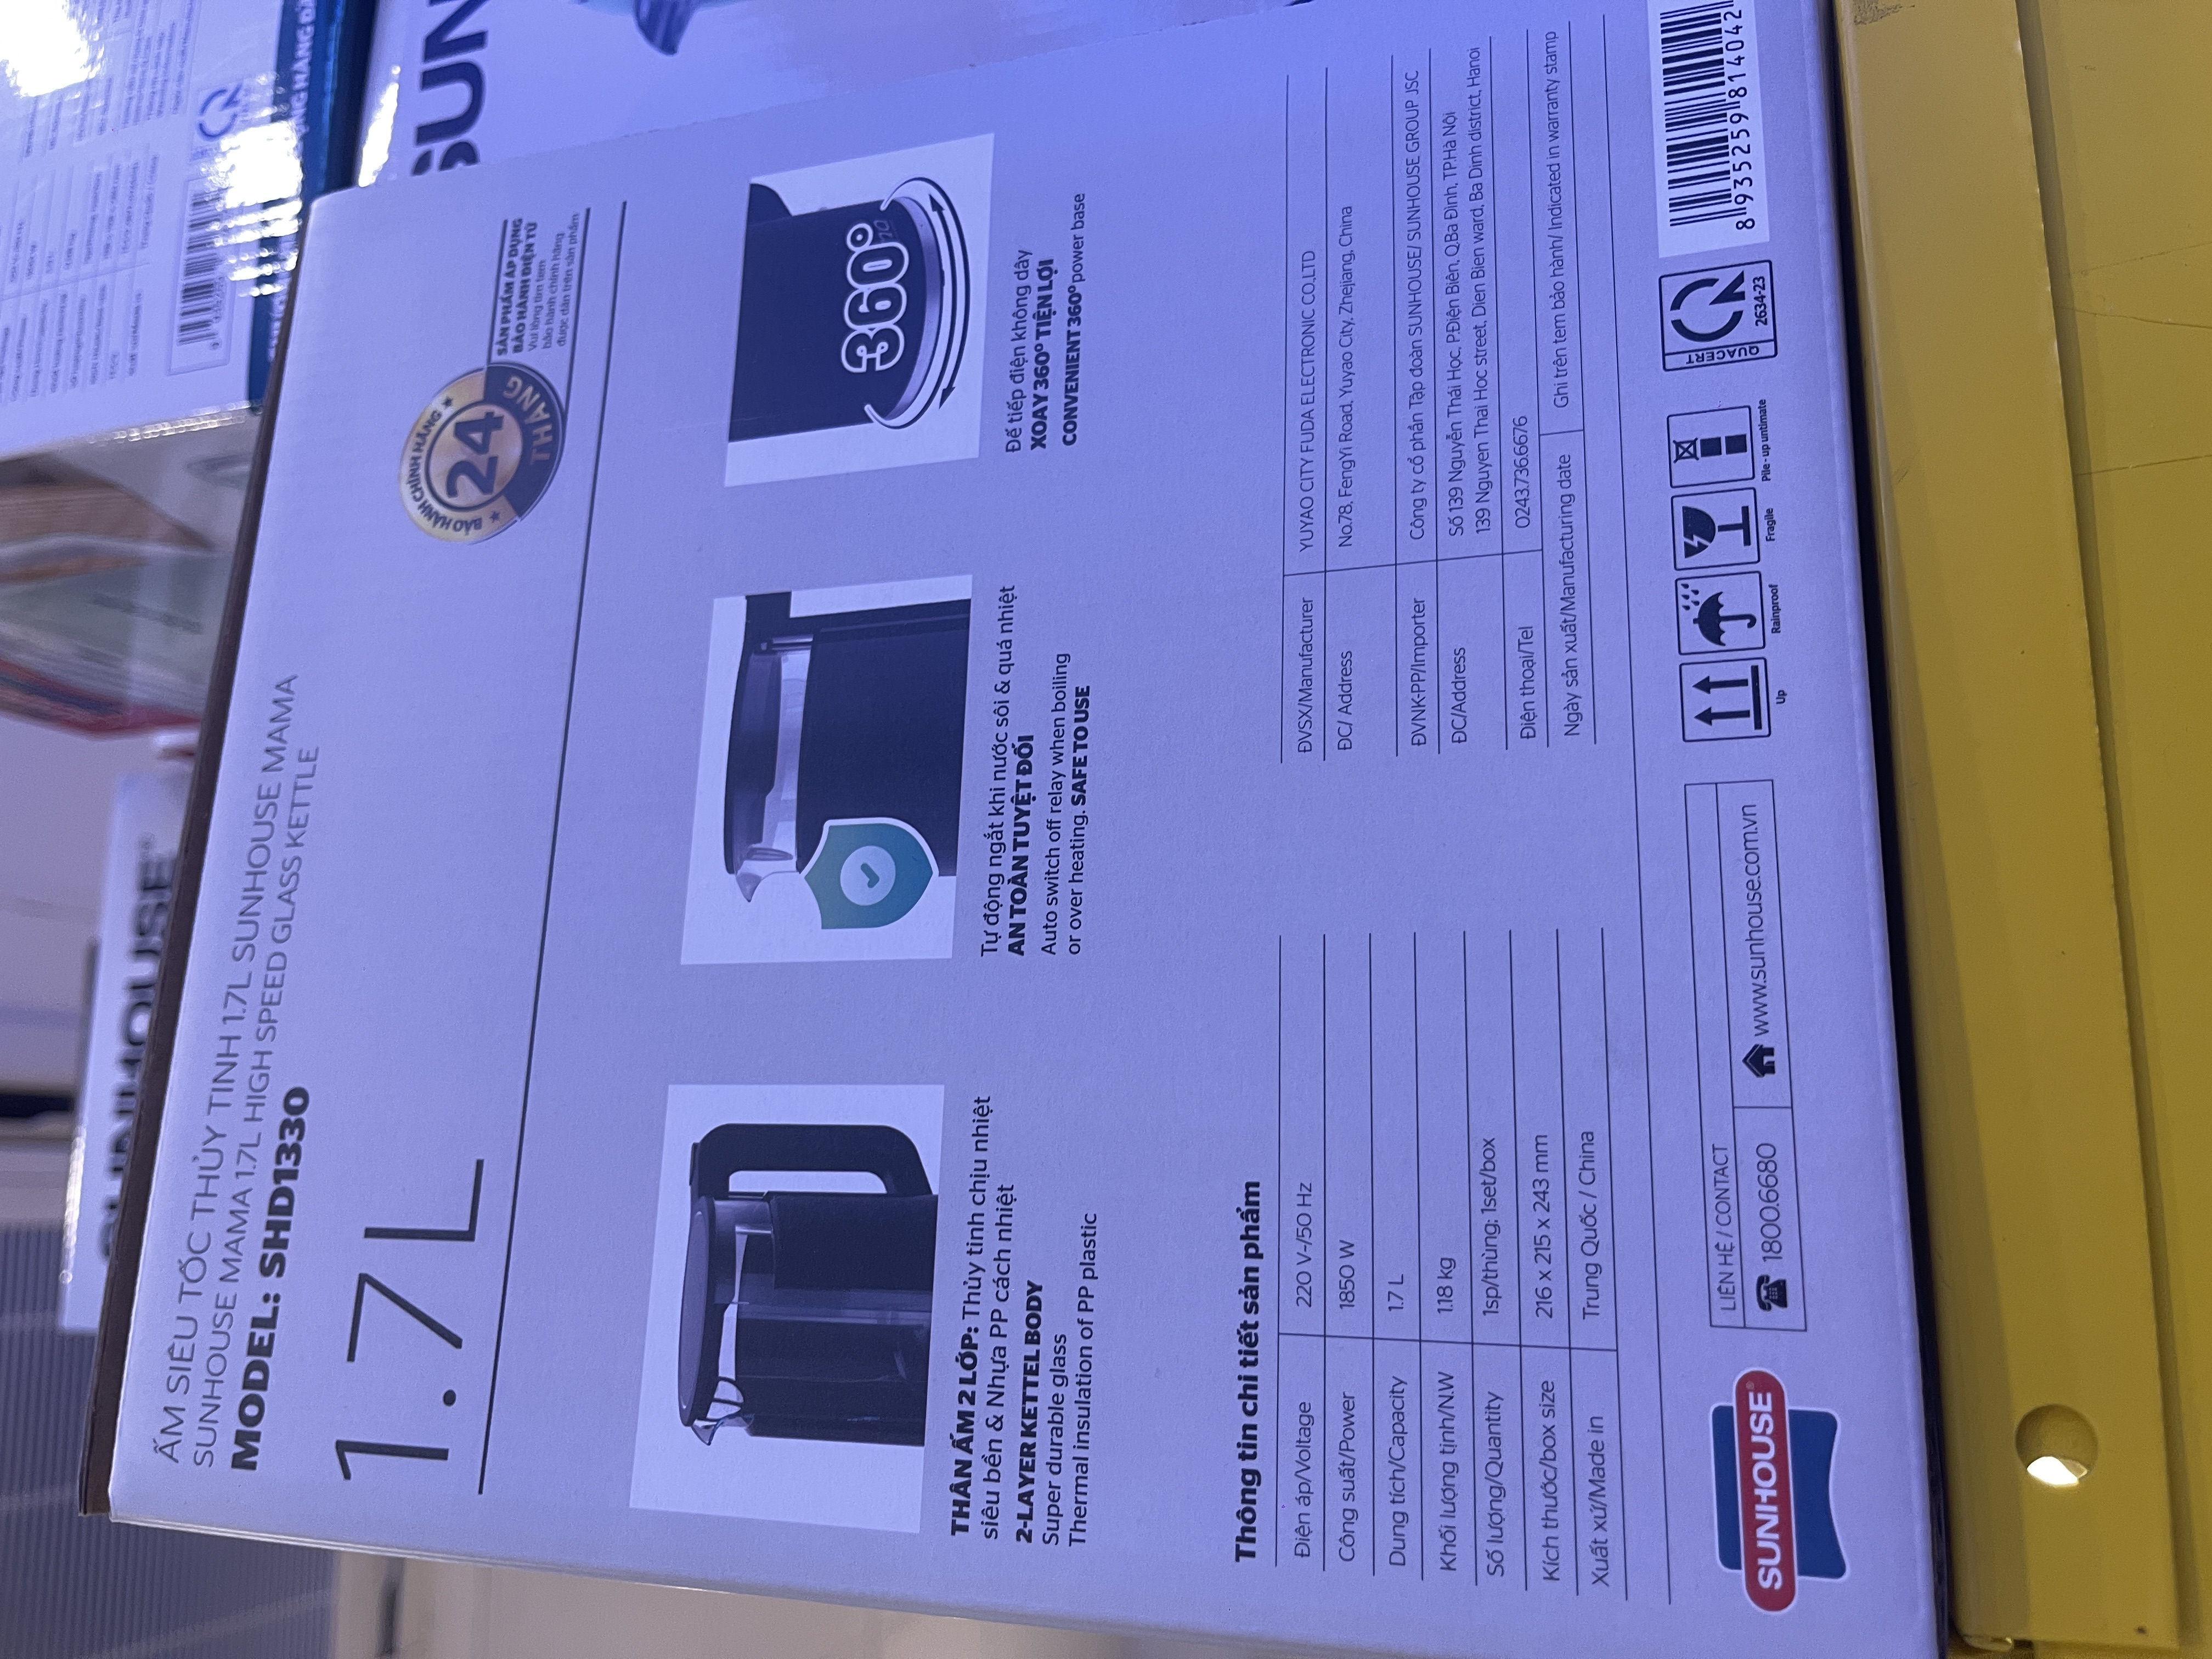 SUNHOUSE
ẤM SIÊU TỐC THỦY TINH 1.7L SUNHOUSE MAMA
SUNHOUSE MAMA 1.7L HIGH SPEED GLASS KETTLE
MODEL: SHD1330
1.7L
BẢO HÀNH CHÍNH HÃNG
24
THÁNG
SẢN PHẨM ÁP DỤNG
BẢO HÀNH ĐIỆN TỬ
Vui lòng tìm tem
bảo hành chính hãng
được dán trên sản phẩm
SUN
360°
THÂN ẤM 2 LỚP: Thủy tinh chịu nhiệt
siêu bền & Nhựa PP cách nhiệt
2-LAYER KETTEL BODY
Super durable glass
Thermal insulation of PP plastic
Tự động ngắt khi nước sôi & quá nhiệt
AN TOÀN TUYỆT ĐỐI
Auto switch off relay when boiling
or over heating. SAFE TO USE
Đế tiếp điện không dây
XOAY 360° TIỆN LỢI
CONVENIENT 360° power base
Thông tin chi tiết sản phẩm
Điện áp/Voltage 220 V-/50 Hz
Công suất/Power 1850 W
Dung tích/Capacity 1.7 L
Khối lượng tịnh/N.W 1.18 kg
Số lượng/Quantity 1sp/thùng; 1set/box
Kích thước/box size 216 x 215 x 243 mm
Xuất xứ/Made in Trung Quốc / China
ĐVSX/Manufacturer YUYAO CITY FUDA ELECTRONIC CO.,LTD
ĐC/ Address No.78, FengYi Road, Yuyao City, Zhejiang, China
ĐVNK-PP/Importer Công ty cổ phần Tập đoàn SUNHOUSE/ SUNHOUSE GROUP JSC
ĐC/Address Số 139 Nguyễn Thái Học, P.Điện Biên, Q.Ba Đình, TP.Hà Nội
139 Nguyen Thai Hoc street, Dien Bien ward, Ba Dinh district, Hanoi
Điện thoại/Tel 0243.736.6676
Ngày sản xuất/Manufacturing date Ghi trên tem bảo hành/ Indicated in warranty stamp
SUNHOUSE®
LIÊN HỆ / CONTACT
1800.6680
www.sunhouse.com.vn
Up
Rainproof
Fragile
Pile-up untimate
QUACERT
2634-23
8 935259 814042